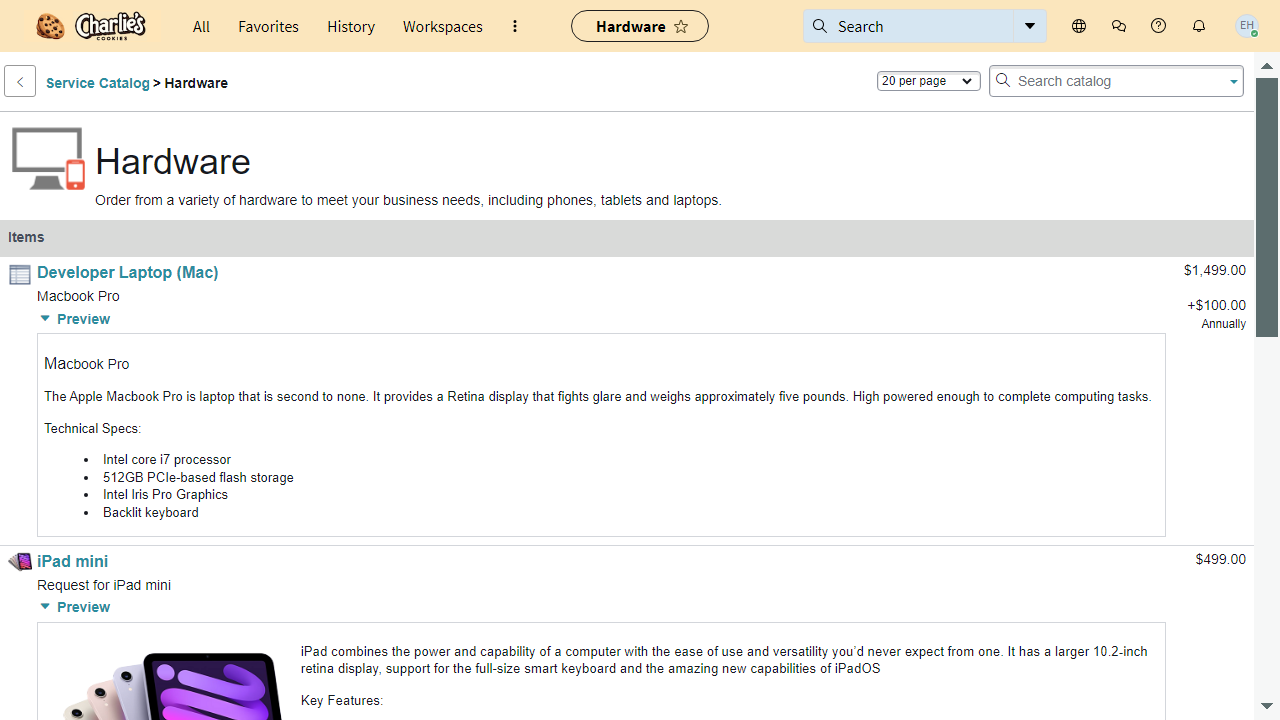 Charlie's
COOKIES
All
Favorites
History
Workspaces
Hardware
Search
EH
Service Catalog > Hardware
20 per page
Search catalog
Hardware
Order from a variety of hardware to meet your business needs, including phones, tablets and laptops.
Items
Developer Laptop (Mac)
$1,499.00
Macbook Pro
+$100.00
Annually
Preview
Macbook Pro
The Apple Macbook Pro is laptop that is second to none. It provides a Retina display that fights glare and weighs approximately five pounds. High powered enough to complete computing tasks.
Technical Specs:
Intel core i7 processor
512GB PCIe-based flash storage
Intel Iris Pro Graphics
Backlit keyboard
iPad mini
$499.00
Request for iPad mini
Preview
iPad combines the power and capability of a computer with the ease of use and versatility you'd never expect from one. It has a larger 10.2-inch
retina display, support for the full-size smart keyboard and the amazing new capabilities of iPadOS
Key Features: